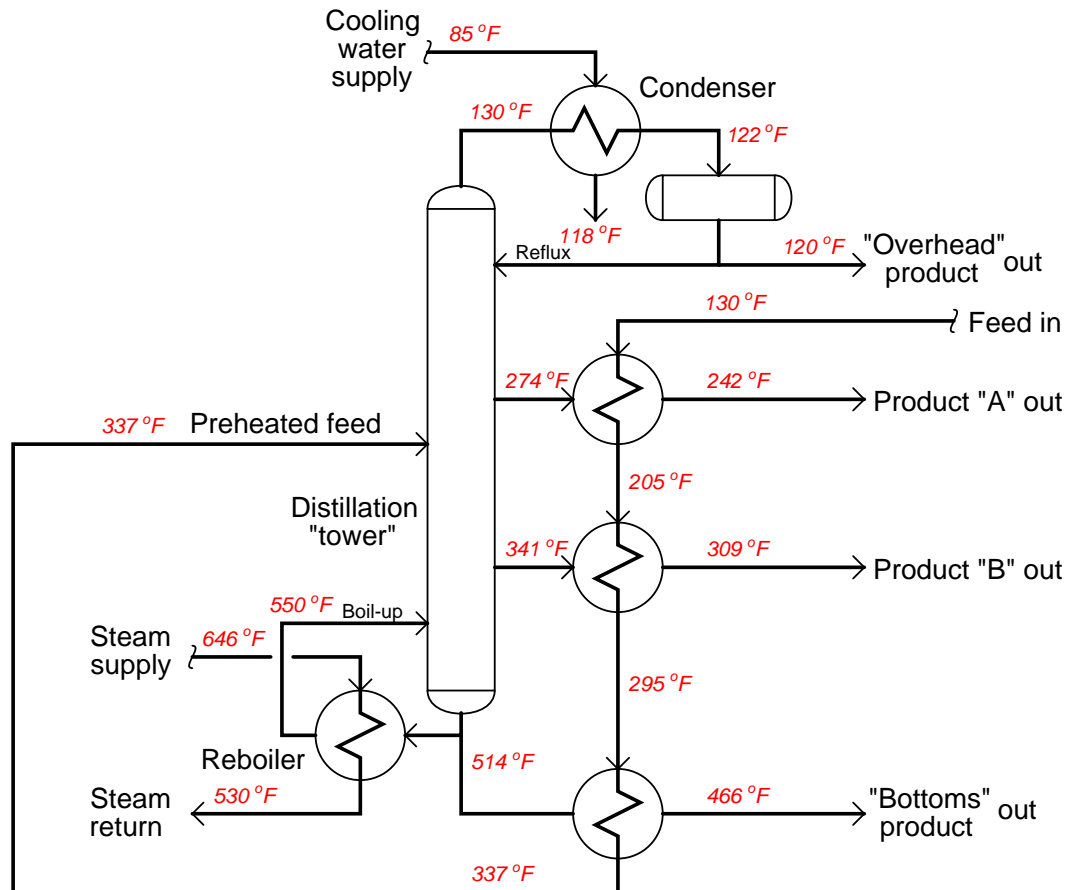 Cooling
water
supply
85 °F
Condenser
130 °F
122 °F
118 °F
Reflux
120 °F
"Overhead"
product
out
130 °F
Feed in
274 °F
242 °F
Product "A" out
337 °F
Preheated feed
205 °F
Distillation
"tower"
341 °F
309 °F
Product "B" out
550 °F
Boil-up
Steam
supply
646 °F
295 °F
Reboiler
514 °F
Steam
return
530 °F
466 °F
"Bottoms"
product
out
337 °F